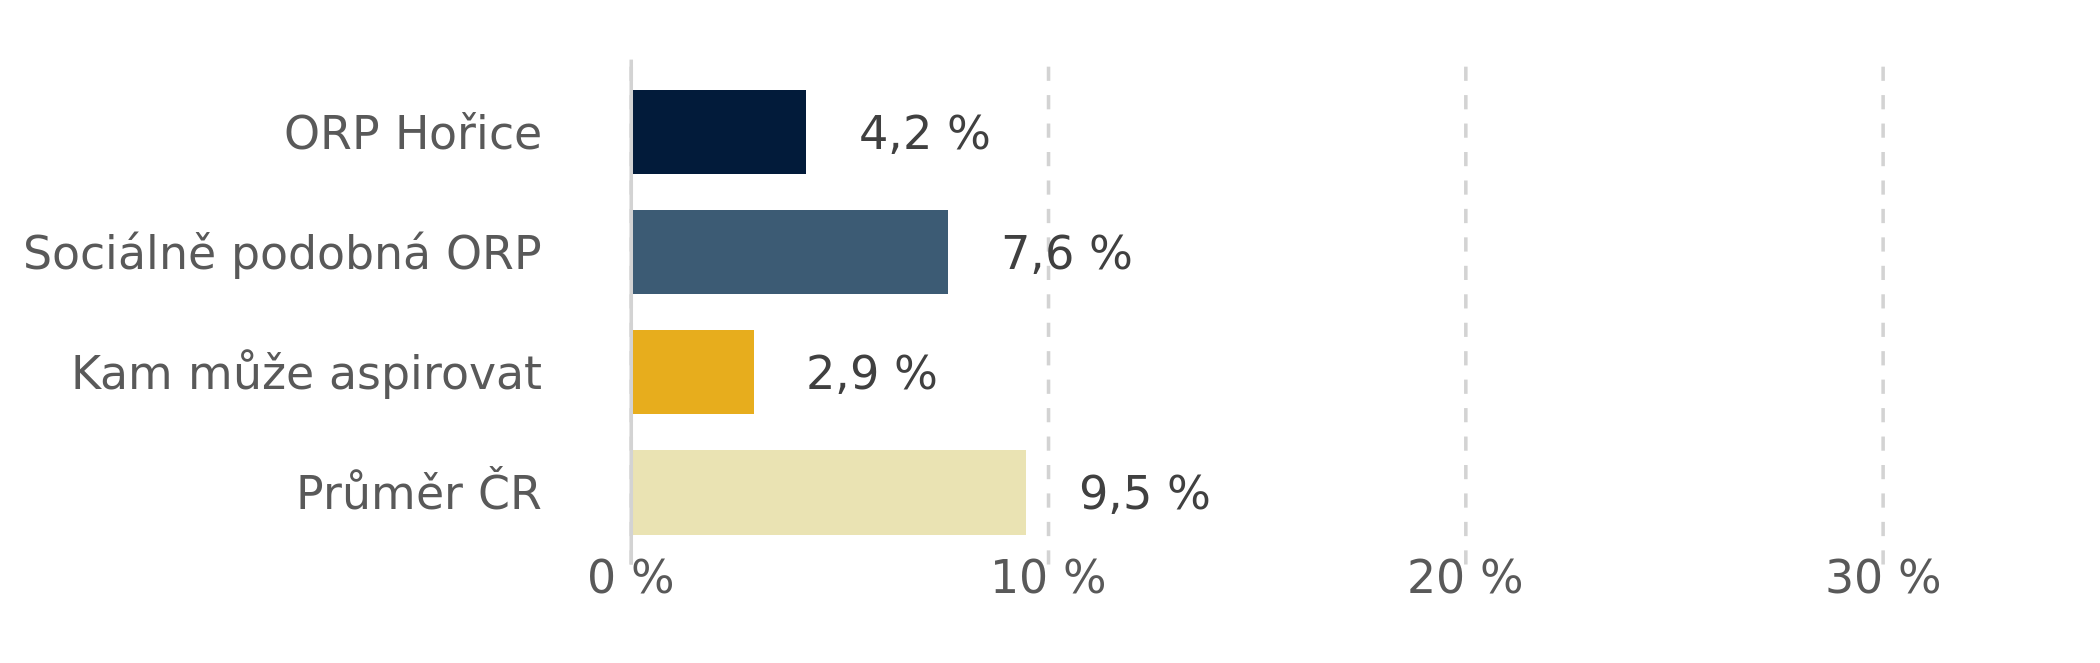 ORP Hořice 4,2 %
Sociálně podobná ORP 7,6 %
Kam může aspirovat 2,9 %
Průměr ČR 9,5 %
0 % 10 % 20 % 30 %